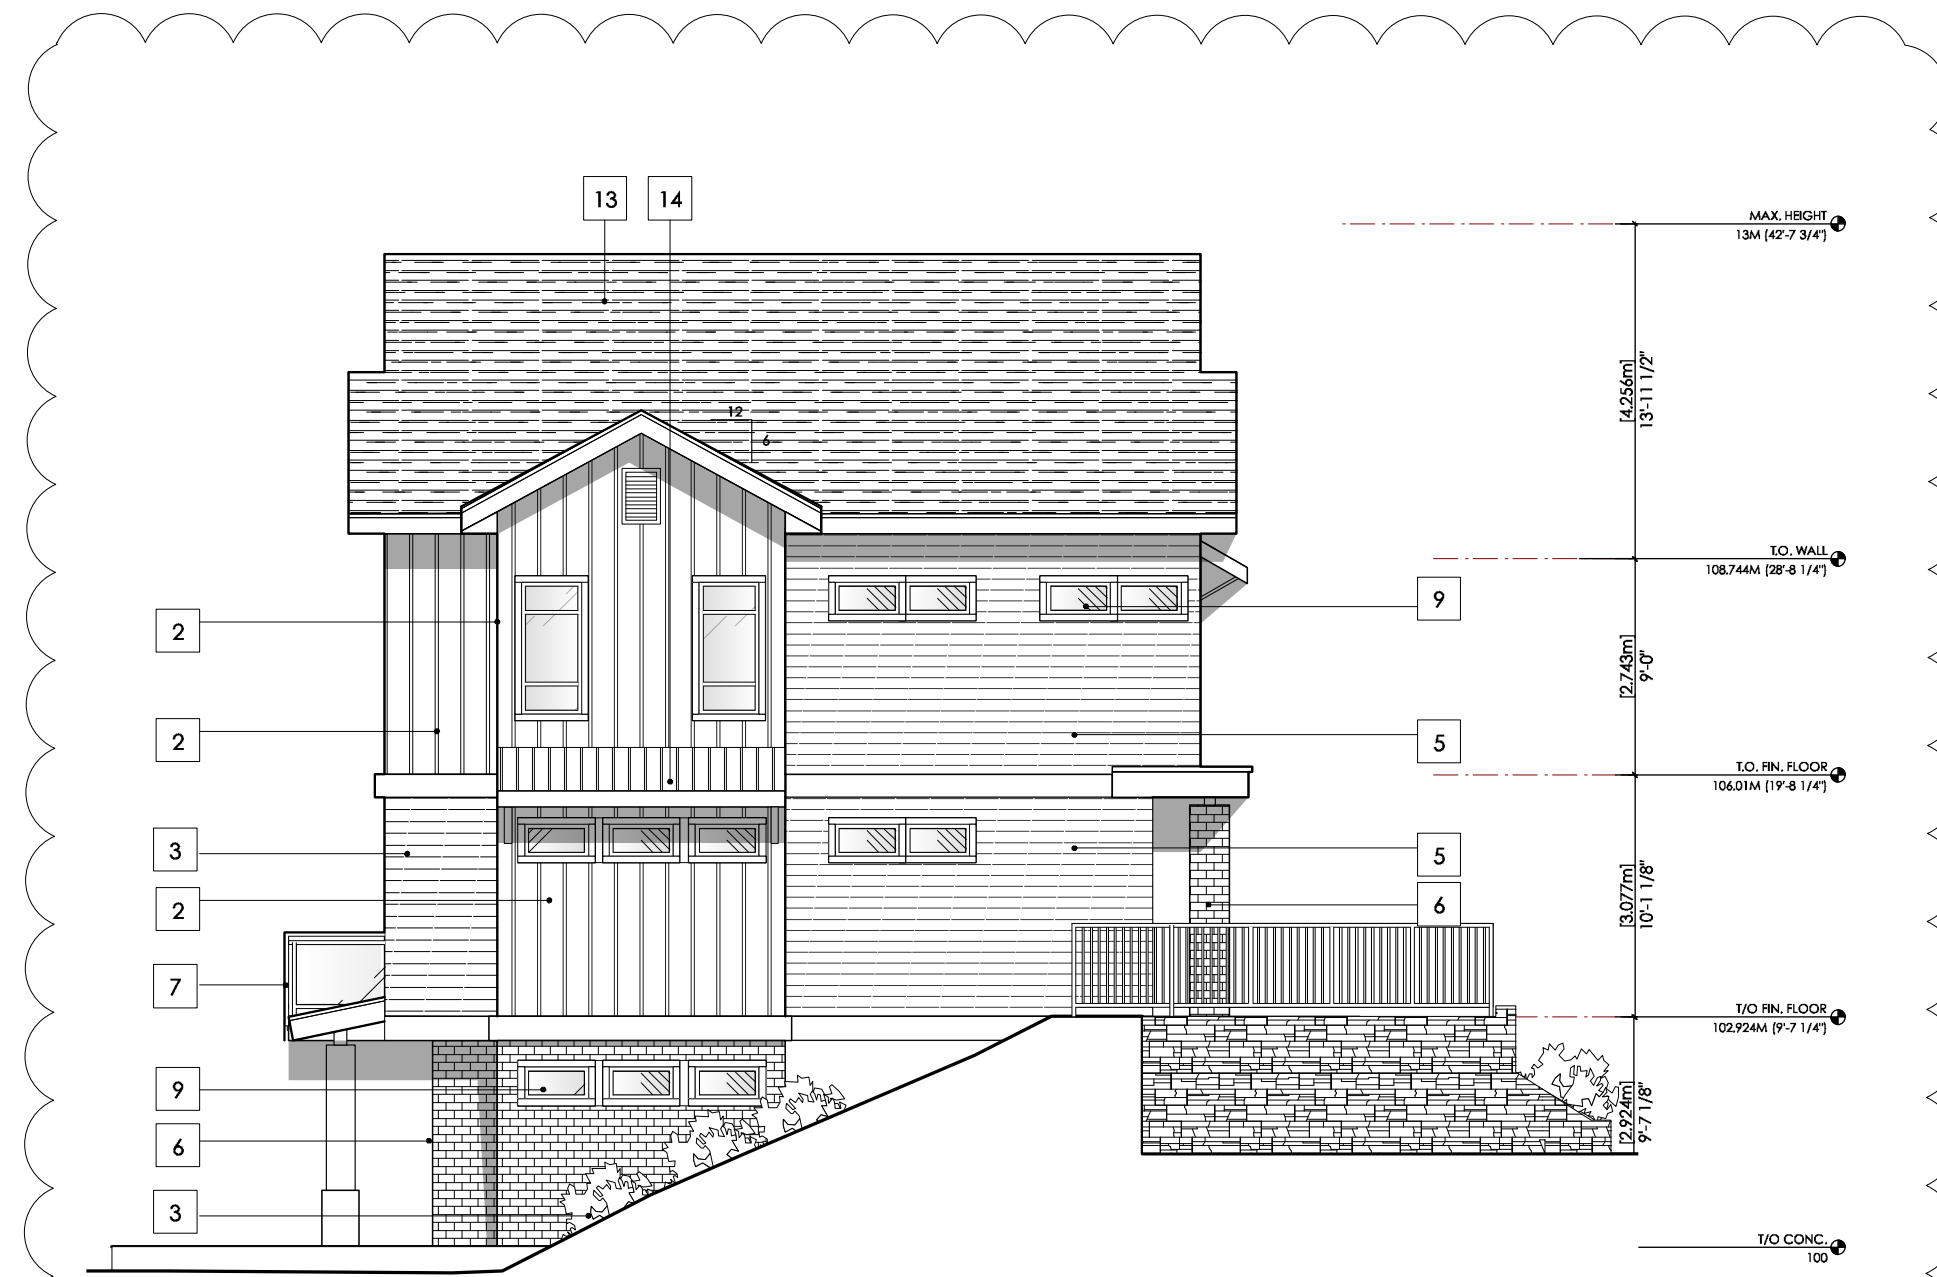 13
14
MAX. HEIGHT
13M (42'-7 3/4")
12
6
[4.256m]
13'-11 1/2"
T.O. WALL
108.744M (28'-8 1/4")
9
2
[2.743m]
9'-0"
2
5
T.O. FIN. FLOOR
106.01M (19'-8 1/4")
3
5
2
6
[3.077m]
10'-1 1/8"
7
T/O FIN. FLOOR
102.924M (9'-7 1/4")
9
6
[2.924m]
9'-7 1/8"
3
T/O CONC.
100